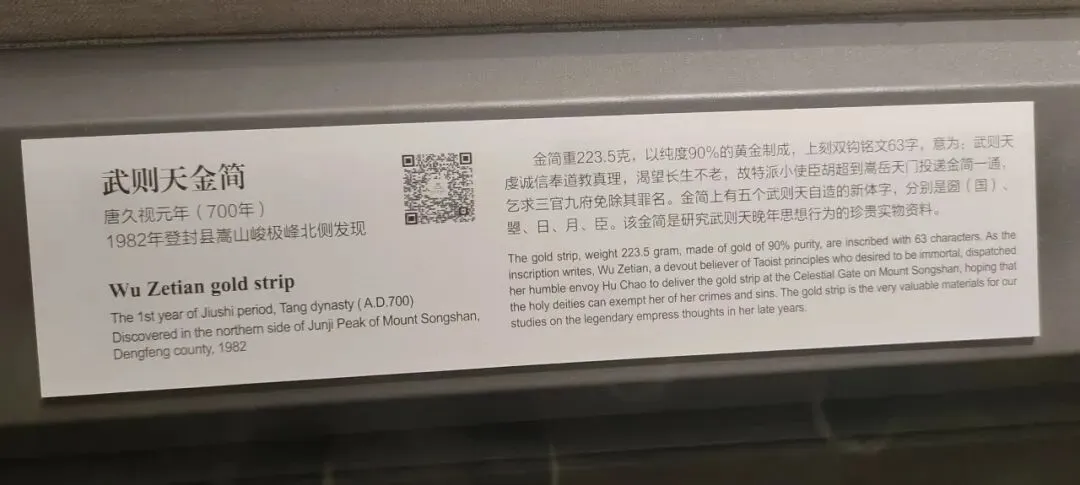 武则天金简
唐久视元年（700年）
1982年登封县嵩山峻极峰北侧发现
Wu Zetian gold strip
The 1st year of Jiushi period, Tang dynasty ( A.D.700)
Discovered in the northern side of Junji Peak of Mount Songshan,
Dengfeng county, 1982
金简重223.5克，以纯度90%的黄金制成，上刻双钩铭文63字，意为：武则天
虔诚信奉道教真理，渴望长生不老，故特派小使臣胡超到嵩岳天门投递金简一通，
乞求三官九府免除其罪名。金简上有五个武则天自造的新体字，分别是圀（国）、
曌、日、月、臣。该金简是研究武则天晚年思想行为的珍贵实物资料。
The gold strip, weight 223.5 gram, made of gold of 90% purity, are inscribed with 63 characters. As the
inscription writes, Wu Zetian, a devout believer of Taoist principles who desired to be immortal, dispatched
her humble envoy Hu Chao to deliver the gold strip at the Celestial Gate on Mount Songshan, hoping that
the holy deities can exempt her of her crimes and sins. The gold strip is the very valuable materials for our
studies on the legendary empress thoughts in her late years.